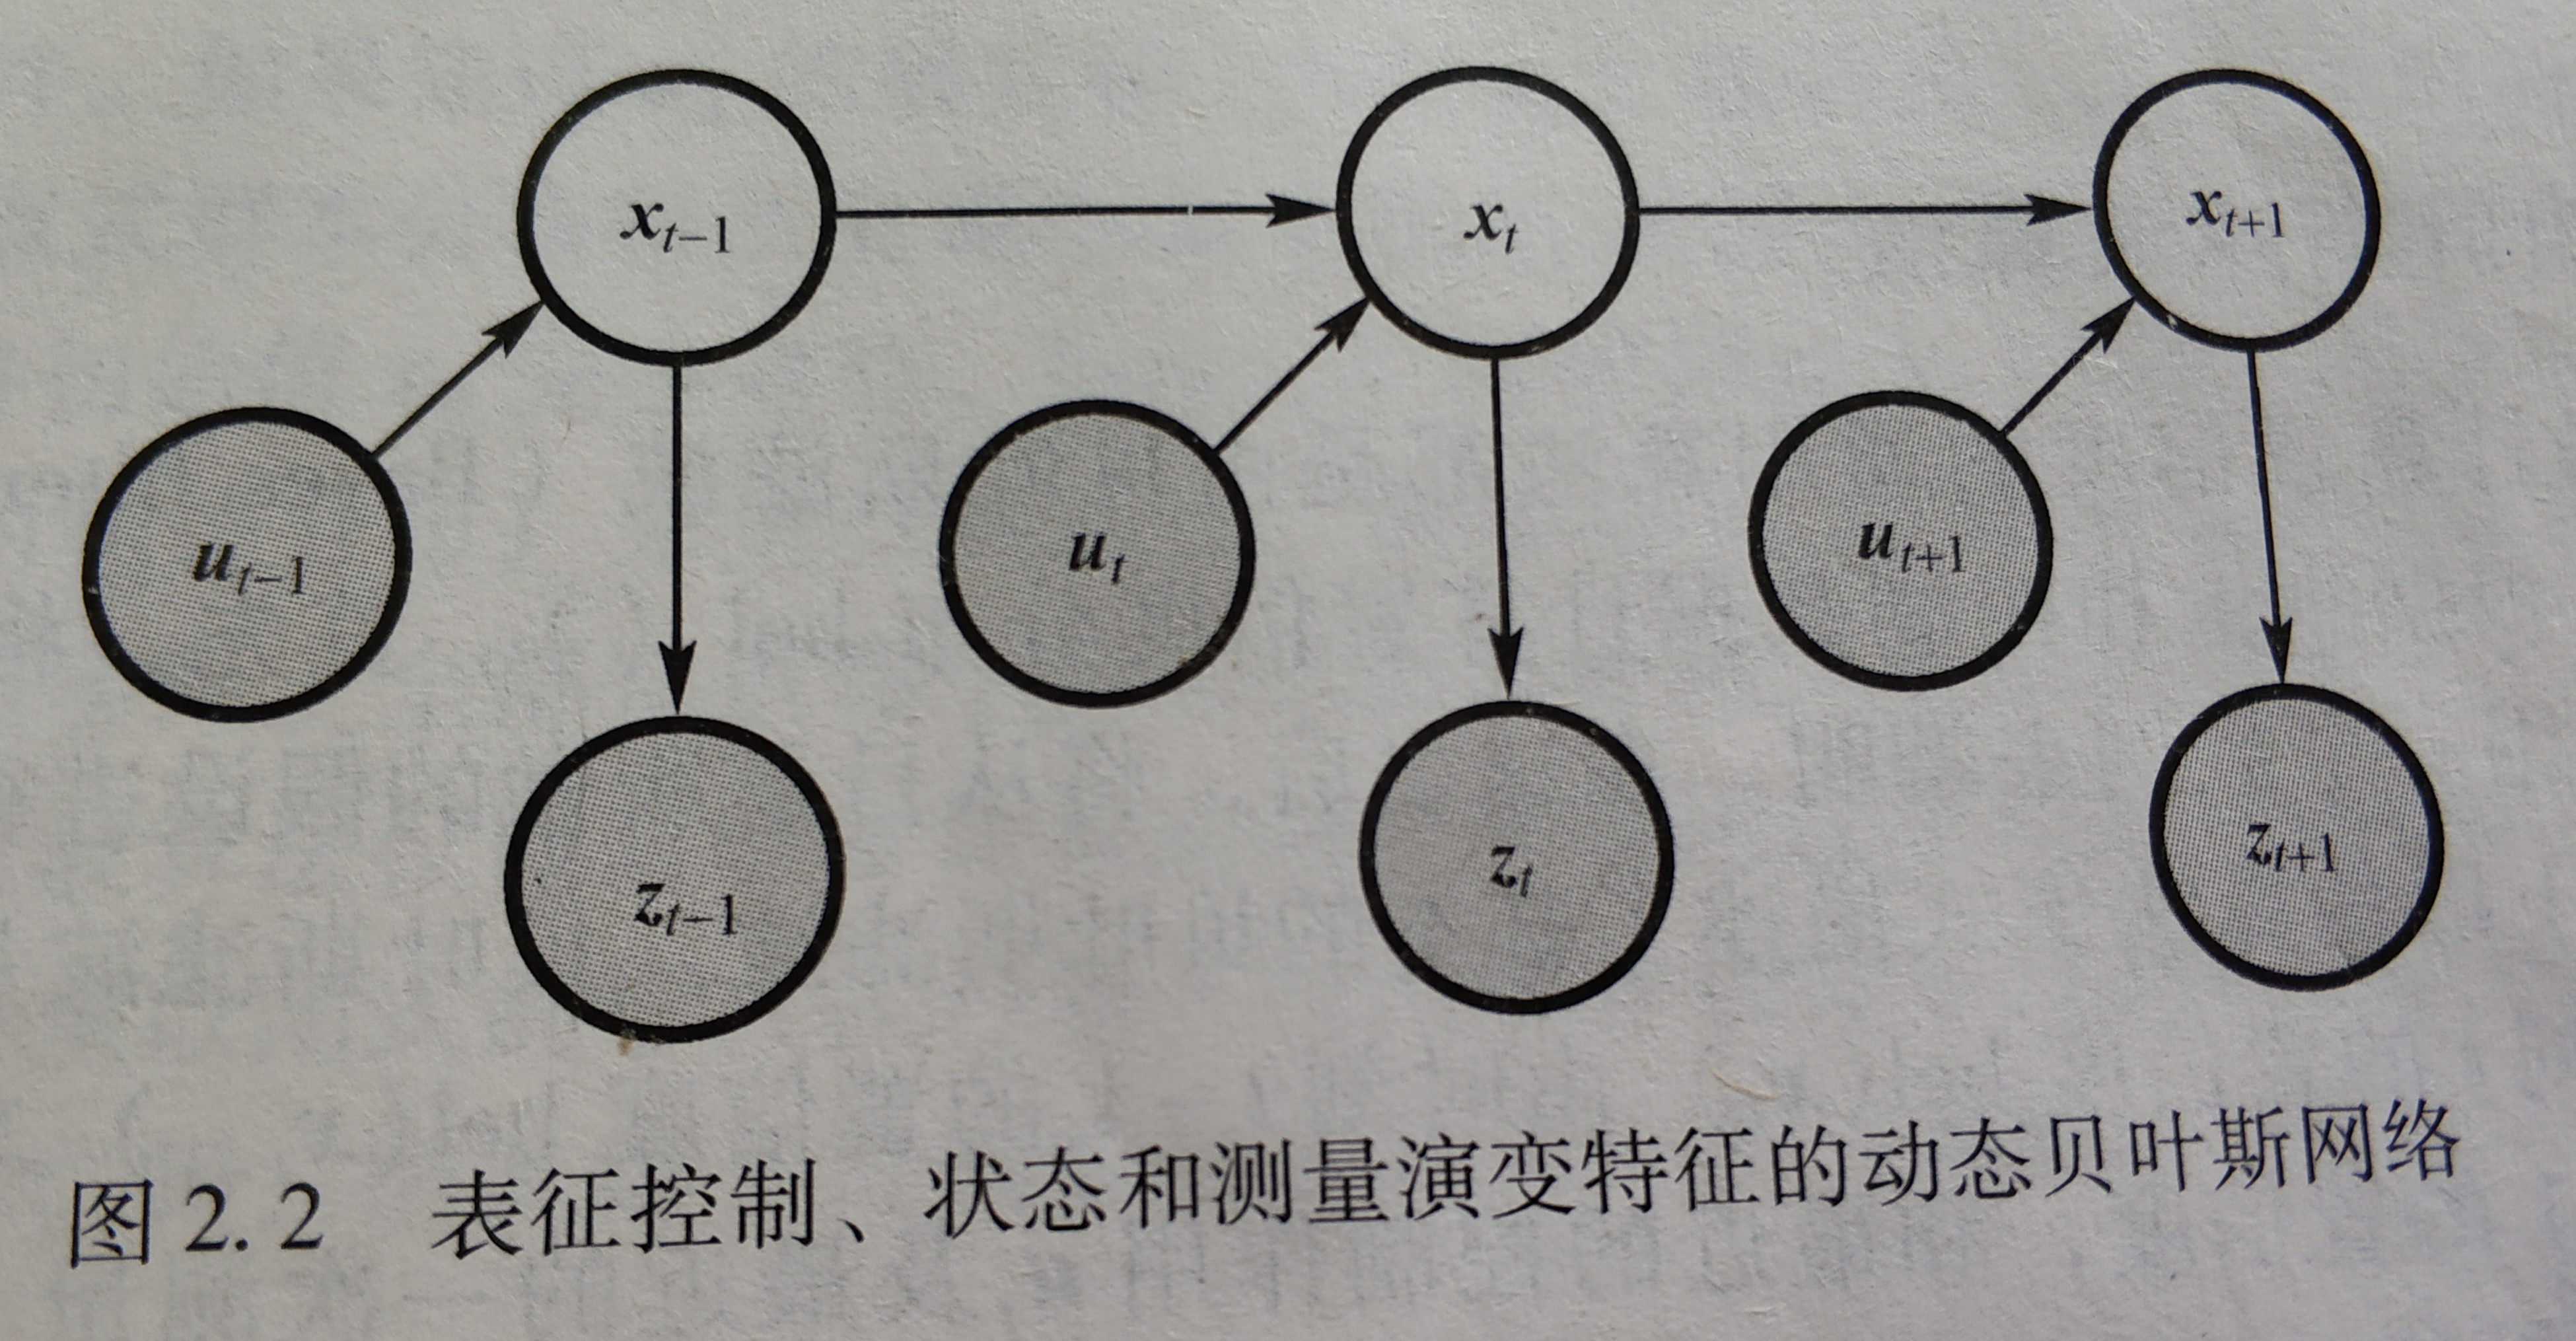 x_{t-1} x_t x_{t+1}
u_{t-1} u_t u_{t+1}
z_{t-1} z_t z_{t+1}
图 2.2 表征控制、状态和测量演变特征的动态贝叶斯网络